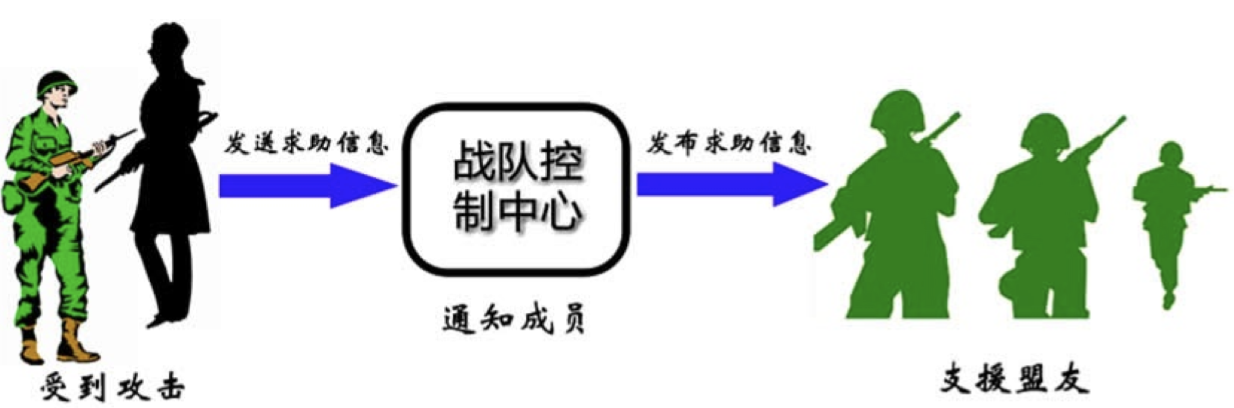 发送求助信息
战队控
制中心
发布求助信息
通知成员
受到攻击
支援盟友